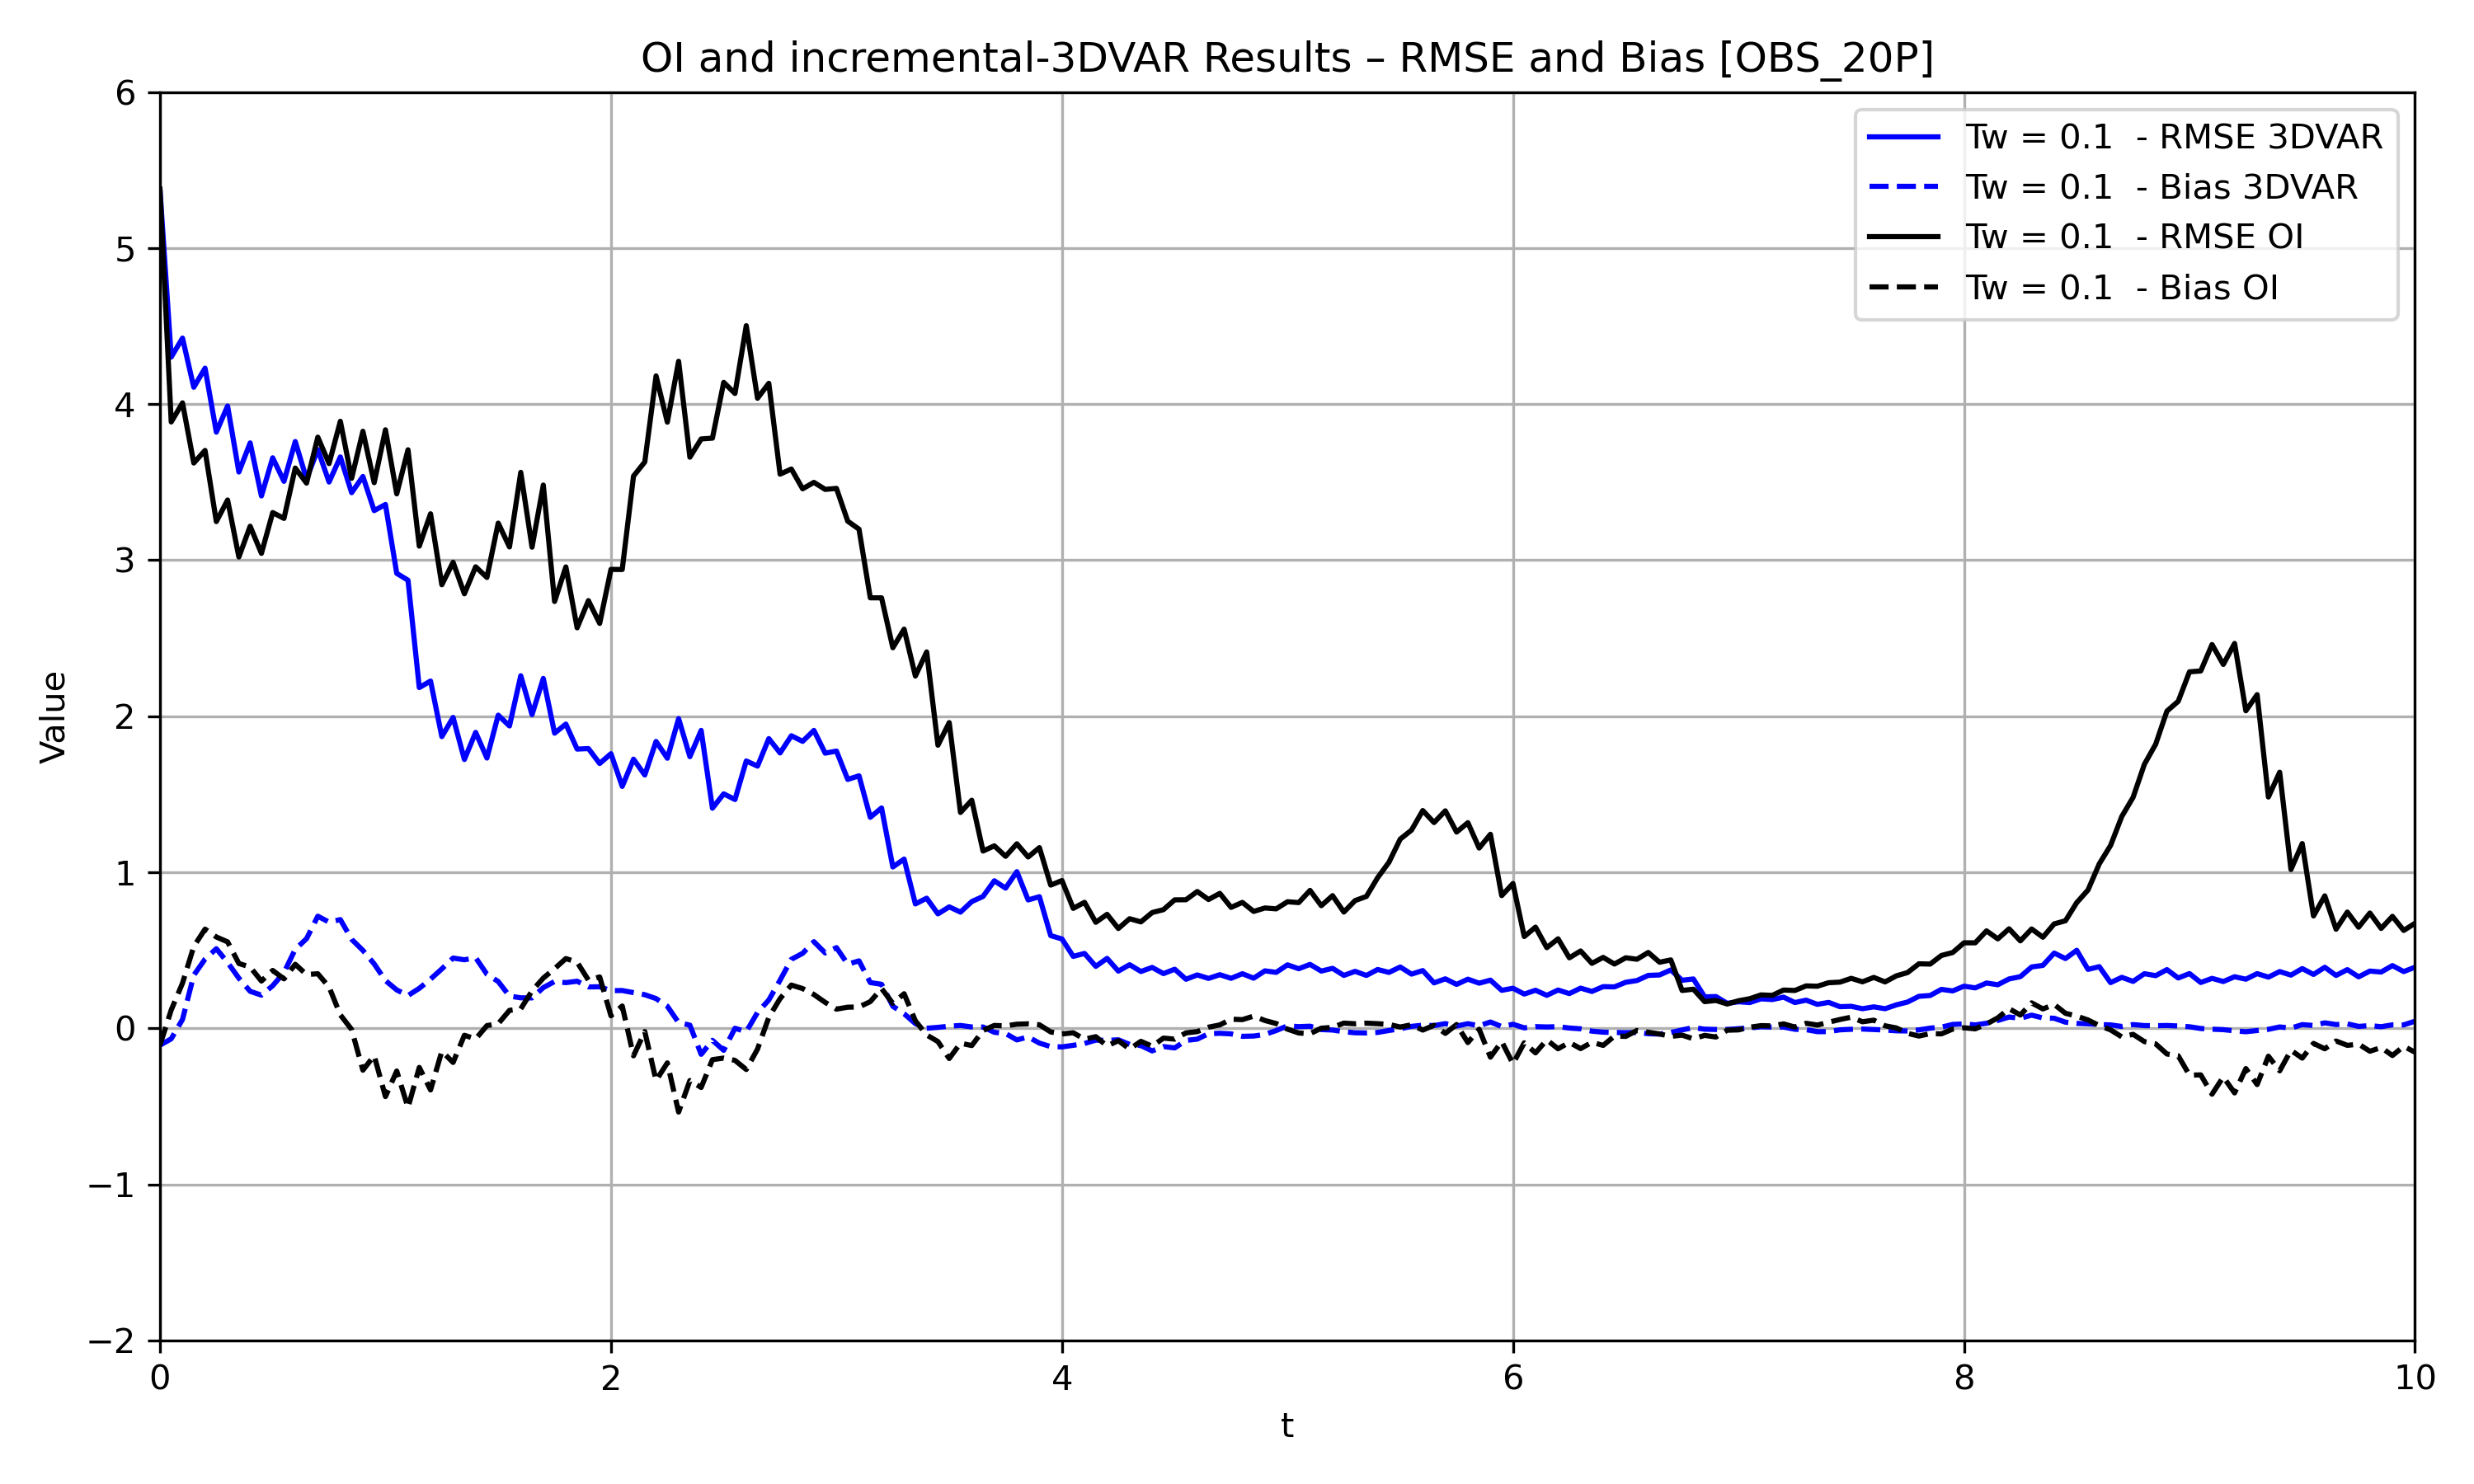 OI and incremental-3DVAR Results – RMSE and Bias [OBS_20P]
6
5
4
3
2
1
0
−1
−2
Value
Tw = 0.1  - RMSE 3DVAR
Tw = 0.1  - Bias 3DVAR
Tw = 0.1  - RMSE OI
Tw = 0.1  - Bias OI
0 2 4 6 8 10
t